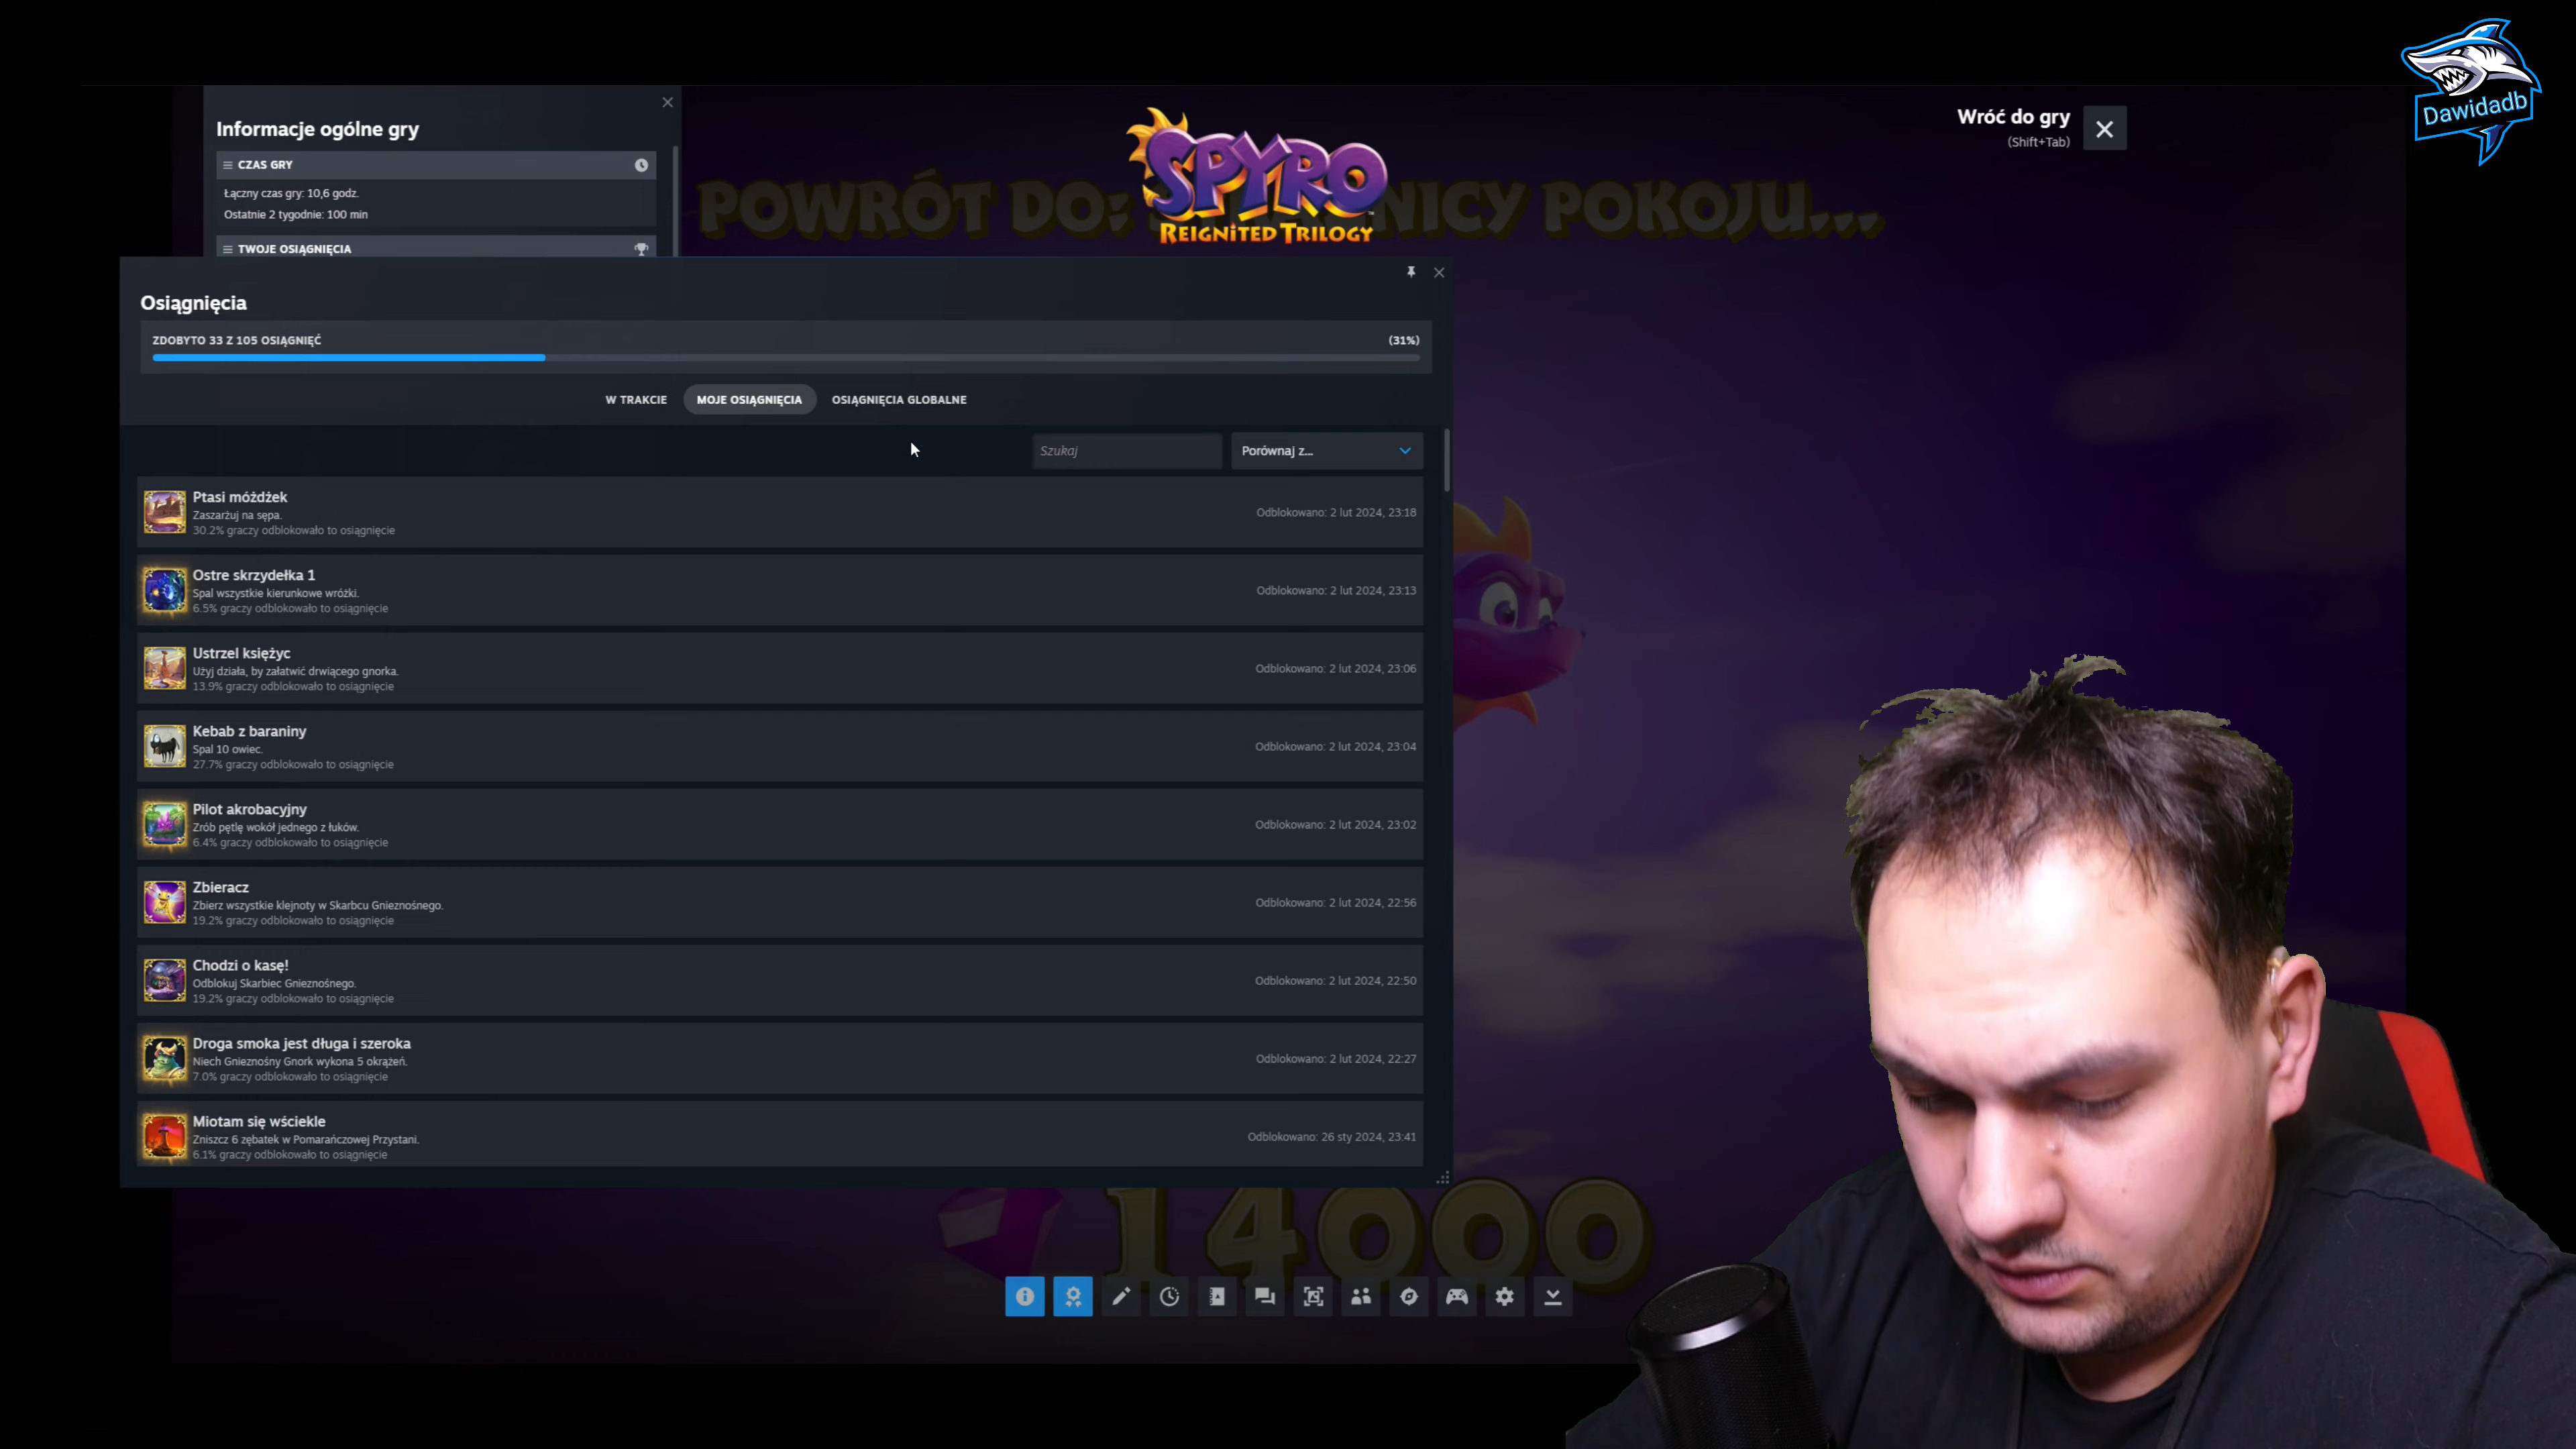 Dawidadb
Informacje ogólne gry
CZAS GRY
Łączny czas gry: 10,6 godz.
Ostatnie 2 tygodnie: 100 min
TWOJE OSIĄGNIĘCIA
SPYRO
REIGNITED TRILOGY
POWRÓT DO: NICY POKOJU...
Wróć do gry
(Shift+Tab)
Osiągnięcia
ZDOBYTO 33 Z 105 OSIĄGNIĘĆ
(31%)
W TRAKCIE
MOJE OSIĄGNIĘCIA
OSIĄGNIĘCIA GLOBALNE
Szukaj
Porównaj z...
Ptasi móżdżek
Zaszarżuj na sępa.
30.2% graczy odblokowało to osiągnięcie
Odblokowano: 2 lut 2024, 23:18
Ostre skrzydełka 1
Spal wszystkie kierunkowe wróżki.
6.5% graczy odblokowało to osiągnięcie
Odblokowano: 2 lut 2024, 23:13
Ustrzel księżyc
Użyj działa, by załatwić drwiącego gnorka.
13.9% graczy odblokowało to osiągnięcie
Odblokowano: 2 lut 2024, 23:06
Kebab z baraniny
Spal 10 owiec.
27.7% graczy odblokowało to osiągnięcie
Odblokowano: 2 lut 2024, 23:04
Pilot akrobacyjny
Zrób pętlę wokół jednego z łuków.
6.4% graczy odblokowało to osiągnięcie
Odblokowano: 2 lut 2024, 23:02
Zbieracz
Zbierz wszystkie klejnoty w Skarbcu Gnieznośnego.
19.2% graczy odblokowało to osiągnięcie
Odblokowano: 2 lut 2024, 22:56
Chodzi o kasę!
Odblokuj Skarbiec Gnieznośnego.
19.2% graczy odblokowało to osiągnięcie
Odblokowano: 2 lut 2024, 22:50
Droga smoka jest długa i szeroka
Niech Gnieznośny Gnork wykona 5 okrążeń.
7.0% graczy odblokowało to osiągnięcie
Odblokowano: 2 lut 2024, 22:27
Miotam się wściekle
Zniszcz 6 zębatek w Pomarańczowej Przystani.
6.1% graczy odblokowało to osiągnięcie
Odblokowano: 26 sty 2024, 23:41
14000